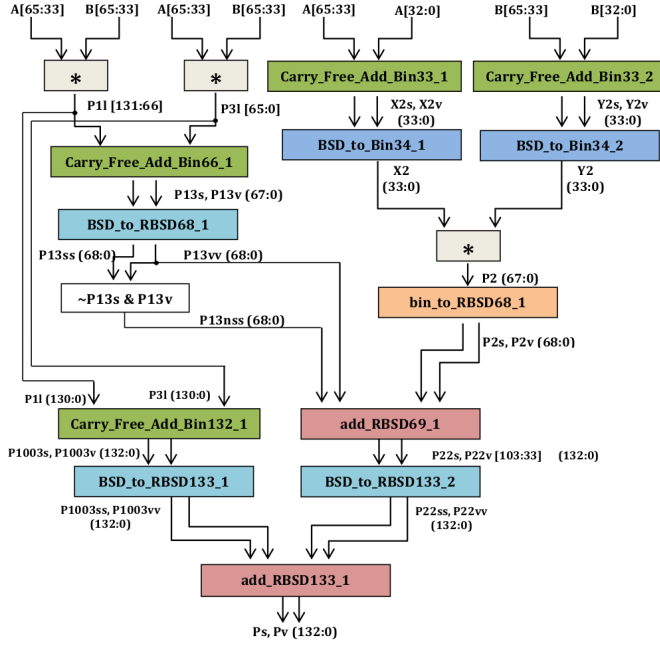 A[65:33] B[65:33] A[65:33] B[65:33] A[65:33] A[32:0] B[65:33] B[32:0]
* * Carry_Free_Add_Bin33_1 Carry_Free_Add_Bin33_2
P1l [131:66] P3l [65:0] X2s, X2v Y2s, Y2v
(33:0) (33:0)
Carry_Free_Add_Bin66_1 BSD_to_Bin34_1 BSD_to_Bin34_2
P13s, P13v (67:0) X2 Y2
(33:0) (33:0)
BSD_to_RBSD68_1
P13ss (68:0) P13vv (68:0) *
P2 (67:0)
~P13s & P13v bin_to_RBSD68_1
P13nss (68:0)
P2s, P2v (68:0)
P1l (130:0) P3l (130:0)
Carry_Free_Add_Bin132_1 add_RBSD69_1
P1003s, P1003v (132:0) P22s, P22v [103:33] (132:0)
BSD_to_RBSD133_1 BSD_to_RBSD133_2
P1003ss, P1003vv P22ss, P22vv
(132:0) (132:0)
add_RBSD133_1
Ps, Pv (132:0)